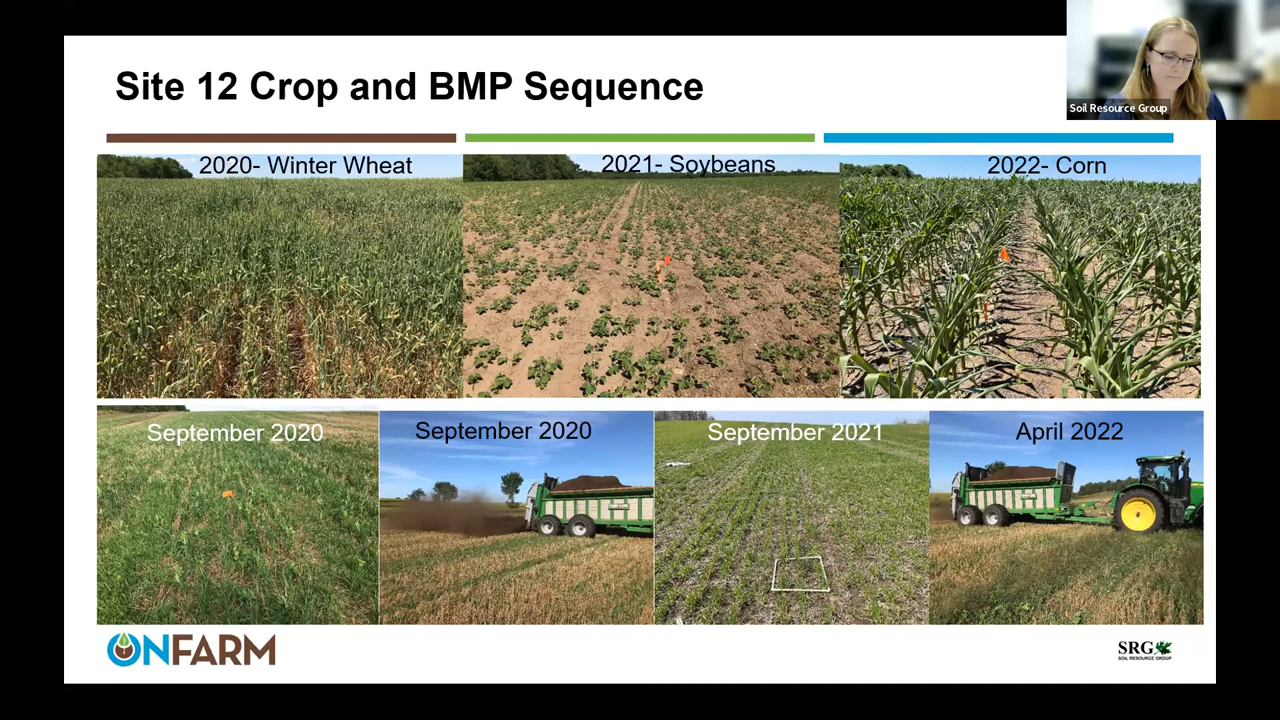 Site 12 Crop and BMP Sequence
Soil Resource Group
2020- Winter Wheat
2021- Soybeans
2022- Corn
September 2020
September 2020
September 2021
April 2022
ONFARM
SRG
SOIL RESOURCE GROUP